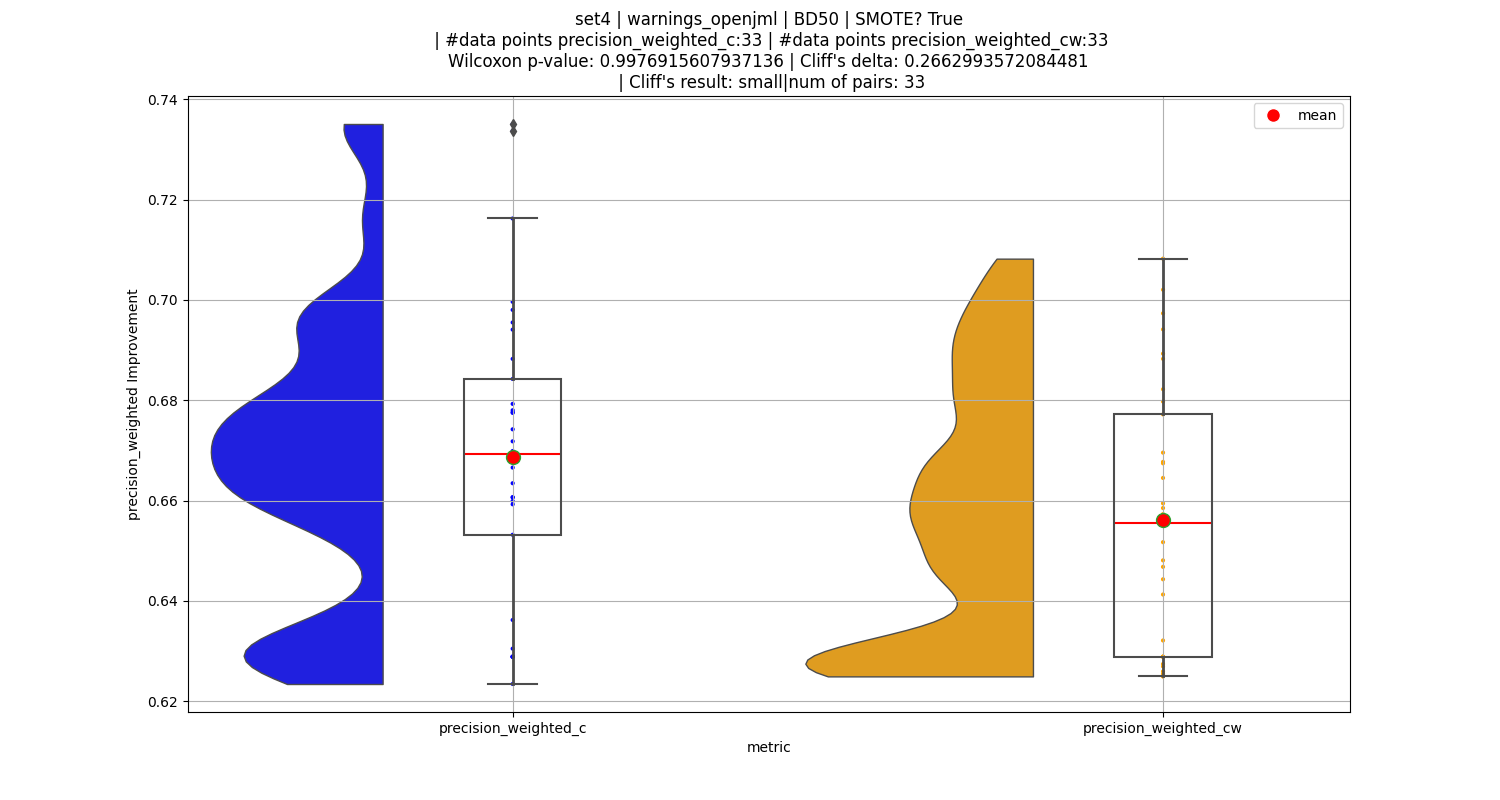 set4 | warnings_openjml | BD50 | SMOTE? True
| #data points precision_weighted_c:33 | #data points precision_weighted_cw:33
Wilcoxon p-value: 0.9976915607937136 | Cliff's delta: 0.2662993572084481
| Cliff's result: small|num of pairs: 33
mean
0.74
0.72
0.70
0.68
0.66
0.64
0.62
precision_weighted Improvement
precision_weighted_c
precision_weighted_cw
metric